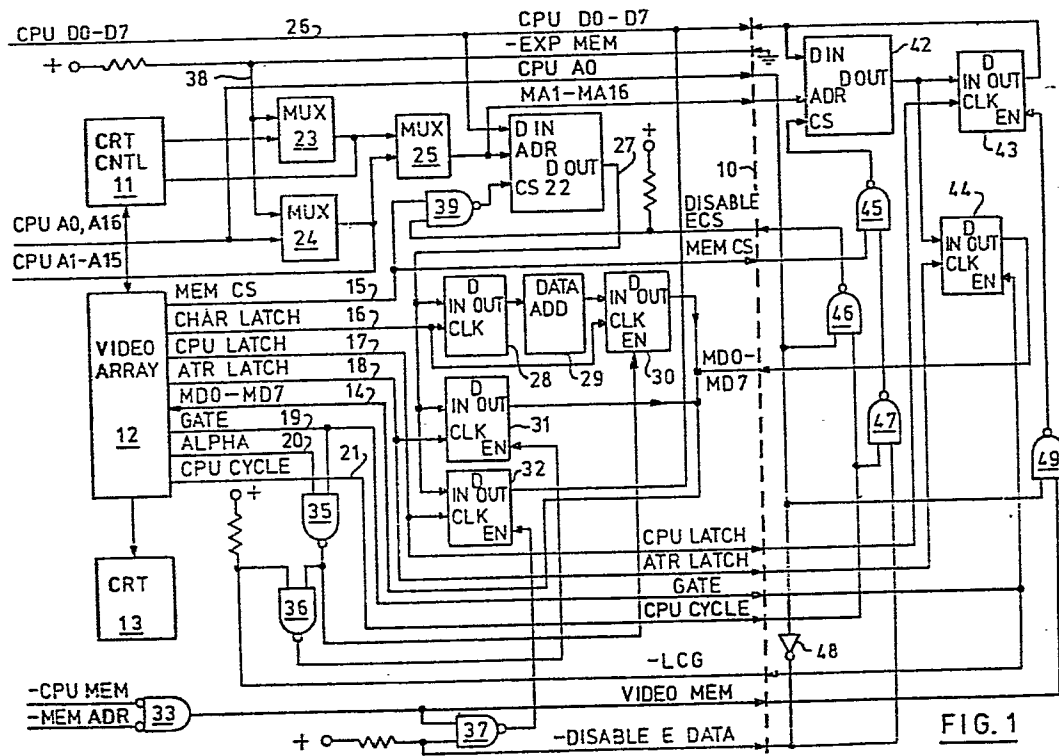 CPU D0-D7
26
CPU D0-D7
-EXP MEM
+
38
CPU A0
MA1-MA16
CRT
CNTL
11
MUX
23
MUX
25
MUX
24
CPU A0, A16
CPU A1-A15
D IN
ADR
D OUT
CS 22
27
+
39
10
DISABLE
ECS
MEM CS
D IN
D OUT
ADR
CS
42
D
IN OUT
CLK
EN
43
44
D
IN OUT
CLK
EN
45
46
47
49
VIDEO
ARRAY
12
MEM CS 15
CHAR LATCH 16
CPU LATCH 17
ATR LATCH 18
MD0-MD7 14
GATE 19
ALPHA 20
CPU CYCLE 21
D
IN OUT
CLK
28
DATA
ADD
29
D
IN OUT
CLK
EN
30
D
IN OUT
CLK
EN
31
D
IN OUT
CLK
EN
32
MD0-
MD7
+
35
36
CRT
13
CPU LATCH
ATR LATCH
GATE
CPU CYCLE
48
-LCG
-CPU MEM
-MEM ADR
33
VIDEO MEM
37
+
-DISABLE E DATA
FIG. 1